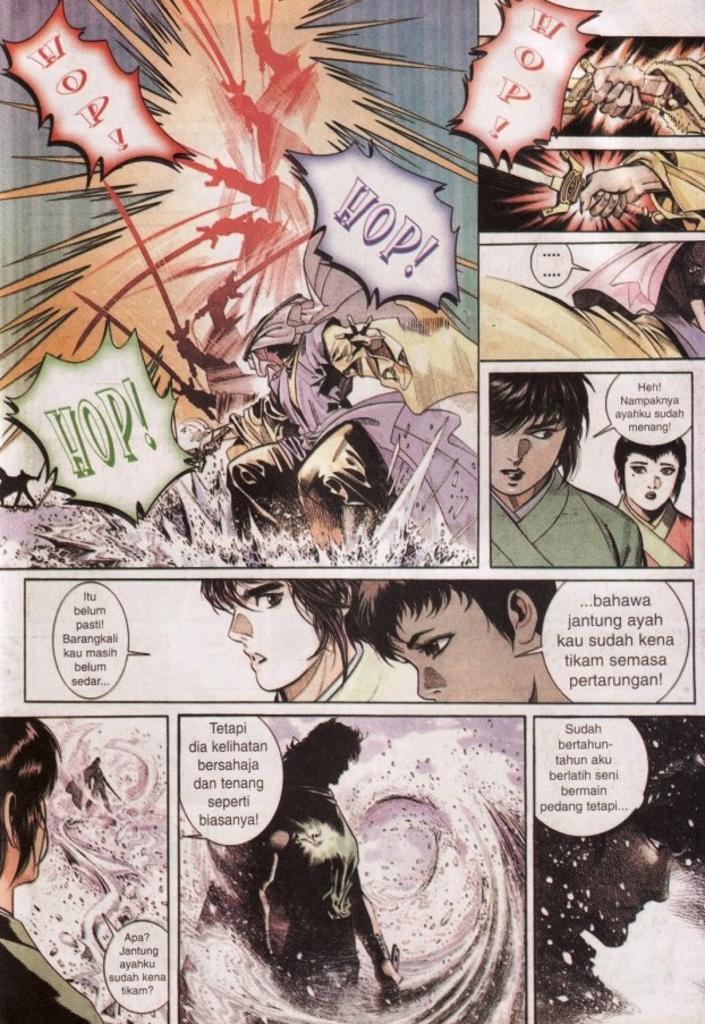 HOP!
HOP!
HOP!
HOP!
....
....
Heh!
Nampaknya
ayahku sudah
menang!
Itu
belum
pasti!
Barangkali
kau masih
belum
sedar...
...bahawa
jantung ayah
kau sudah kena
tikam semasa
pertarungan!
Apa?
Jantung
ayahku
sudah kena
tikam?
Tetapi
dia kelihatan
bersahaja
dan tenang
seperti
biasanya!
Sudah
bertahun-
tahun aku
berlatih seni
bermain
pedang tetapi...